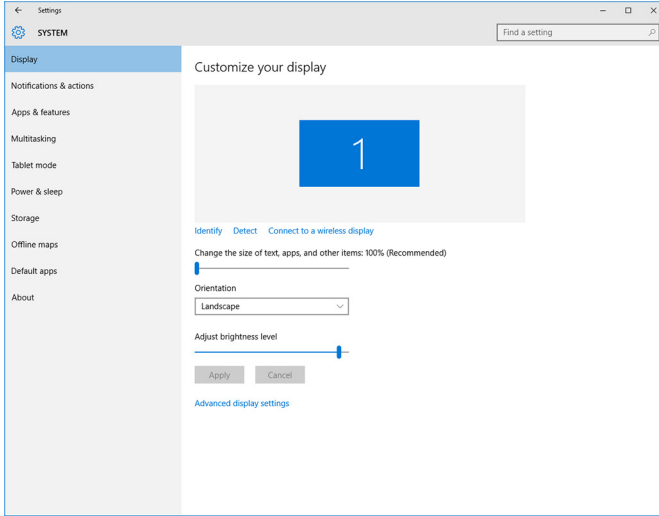 Settings
SYSTEM
Find a setting
Display
Notifications & actions
Apps & features
Multitasking
Tablet mode
Power & sleep
Storage
Offline maps
Default apps
About
Customize your display
1
Identify Detect Connect to a wireless display
Change the size of text, apps, and other items: 100% (Recommended)
Orientation
Landscape
Adjust brightness level
Apply Cancel
Advanced display settings